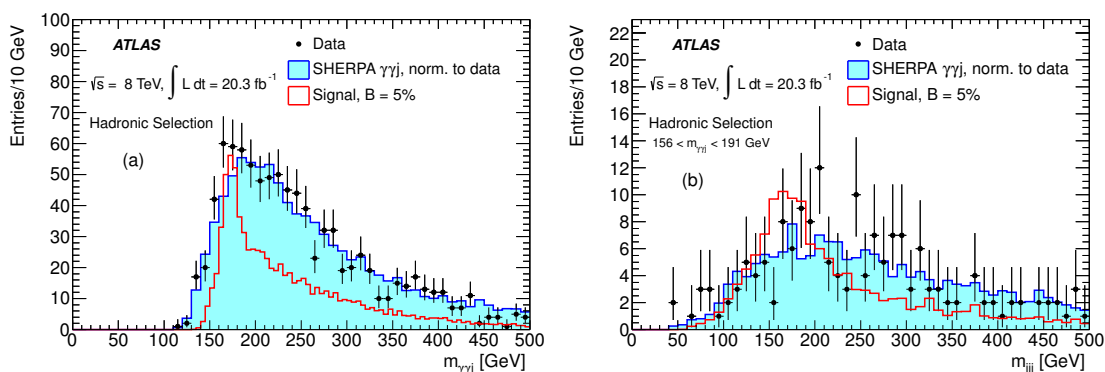 Entries/10 GeV
100
90
80
70
60
50
40
30
20
10
0
ATLAS
√s = 8 TeV, ∫ L dt = 20.3 fb⁻¹
Hadronic Selection
(a)
Data
SHERPA γγj, norm. to data
Signal, B = 5%
0 50 100 150 200 250 300 350 400 450 500
mγγj [GeV]
Entries/10 GeV
22
20
18
16
14
12
10
8
6
4
2
0
ATLAS
√s = 8 TeV, ∫ L dt = 20.3 fb⁻¹
Hadronic Selection
156 < mγγj < 191 GeV
(b)
Data
SHERPA γγj, norm. to data
Signal, B = 5%
0 50 100 150 200 250 300 350 400 450 500
mjjj [GeV]